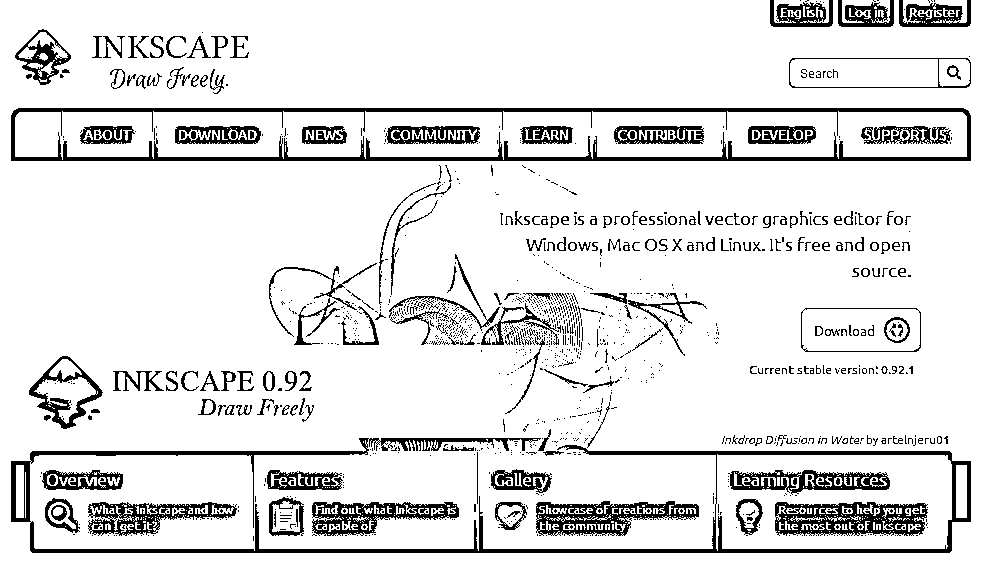 English Log in Register
INKSCAPE
Draw Freely.
Search
ABOUT DOWNLOAD NEWS COMMUNITY LEARN CONTRIBUTE DEVELOP SUPPORT US
Inkscape is a professional vector graphics editor for
Windows, Mac OS X and Linux. It's free and open
source.
Download
Current stable version: 0.92.1
INKSCAPE 0.92
Draw Freely
Inkdrop Diffusion in Water by artelnjeru01
Overview
What is Inkscape and how
can I get it?
Features
Find out what Inkscape is
capable of
Gallery
Showcase of creations from
the community
Learning Resources
Resources to help you get
the most out of Inkscape